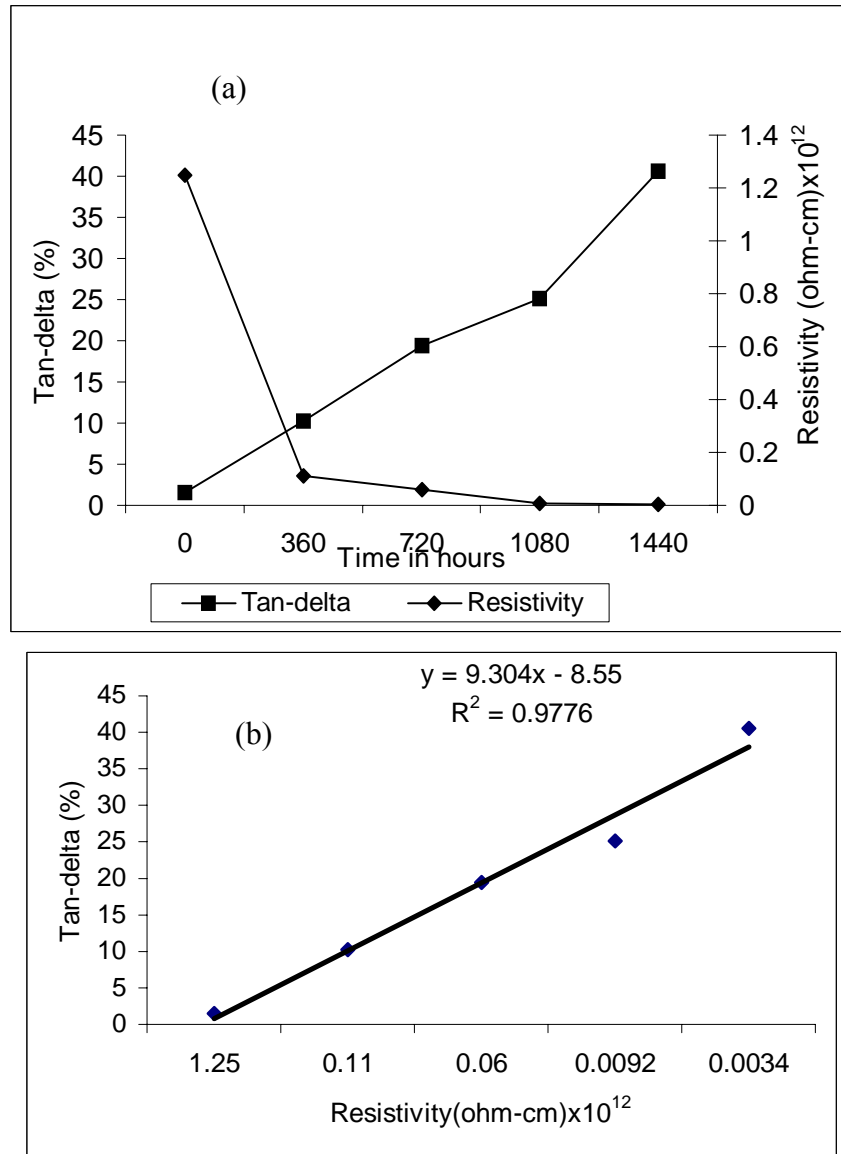 (a)
Tan-delta (%)
45
40
35
30
25
20
15
10
5
0
Resistivity (ohm-cm)x10¹²
1.4
1.2
1
0.8
0.6
0.4
0.2
0
0 360 720 1080 1440
Time in hours
Tan-delta Resistivity
y = 9.304x - 8.55
R² = 0.9776
(b)
Tan-delta (%)
45
40
35
30
25
20
15
10
5
0
1.25 0.11 0.06 0.0092 0.0034
Resistivity(ohm-cm)x10¹²